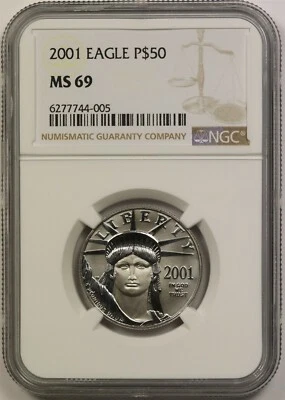 2001 EAGLE P$50
MS 69
6277744-005
NUMISMATIC GUARANTY COMPANY
NGC
LIBERTY
2001
IN GOD
WE
TRUST